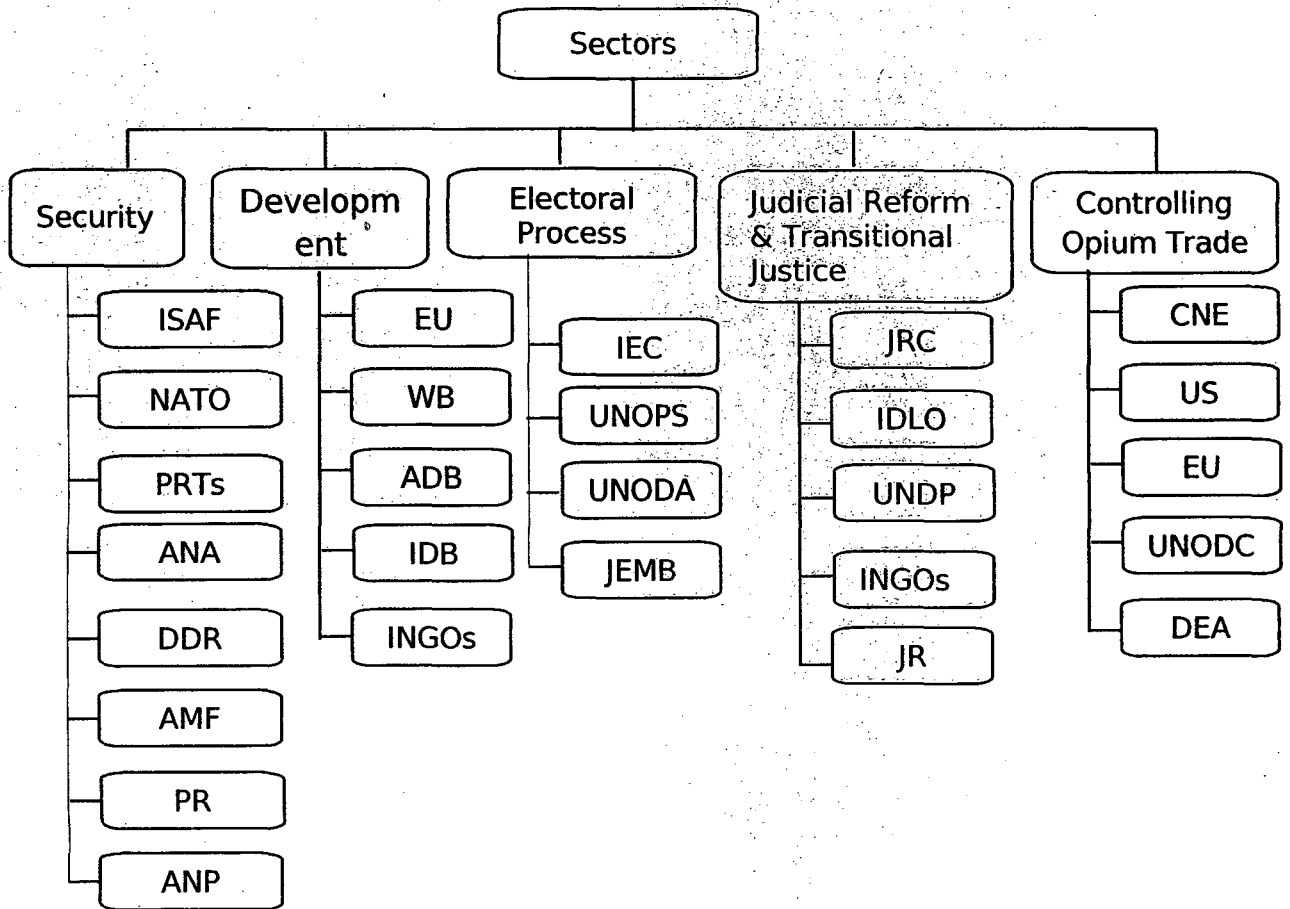 Sectors
Security
Developm
ent
Electoral
Process
Judicial Reform
& Transitional
Justice
Controlling
Opium Trade
ISAF
NATO
PRTs
ANA
DDR
AMF
PR
ANP
EU
WB
ADB
IDB
INGOs
IEC
UNOPS
UNODA
JEMB
JRC
IDLO
UNDP
INGOs
JR
CNE
US
EU
UNODC
DEA